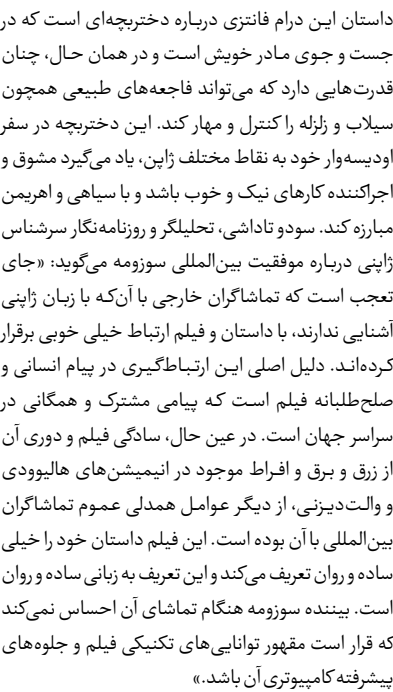 داستان این درام فانتزی درباره دختربچه‌ای است که در
جست و جوی مادر خویش است و در همان حال، چنان
قدرت‌هایی دارد که می‌تواند فاجعه‌های طبیعی همچون
سیلاب و زلزله را کنترل و مهار کند. این دختربچه در سفر
اودیسه‌وار خود به نقاط مختلف ژاپن، یاد می‌گیرد مشوق و
اجراکننده کارهای نیک و خوب باشد و با سیاهی و اهریمن
مبارزه کند. سودو تاداشی، تحلیلگر و روزنامه‌نگار سرشناس
ژاپنی درباره موفقیت بین‌المللی سوزومه می‌گوید: «جای
تعجب است که تماشاگران خارجی با آن‌که با زبان ژاپنی
آشنایی ندارند، با داستان و فیلم ارتباط خیلی خوبی برقرار
کرده‌اند. دلیل اصلی این ارتباط‌گیری در پیام انسانی و
صلح‌طلبانه فیلم است که پیامی مشترک و همگانی در
سراسر جهان است. در عین حال، سادگی فیلم و دوری آن
از زرق و برق و افراط موجود در انیمیشن‌های هالیوودی
و والت‌دیزنی، از دیگر عوامل همدلی عموم تماشاگران
بین‌المللی با آن بوده است. این فیلم داستان خود را خیلی
ساده و روان تعریف می‌کند و این تعریف به زبانی ساده و روان
است. بیننده سوزومه هنگام تماشای آن احساس نمی‌کند
که قرار است مقهور توانایی‌های تکنیکی فیلم و جلوه‌های
پیشرفته کامپیوتری آن باشد.»